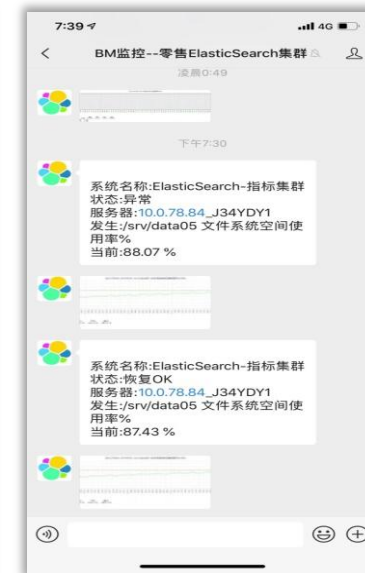 7:39
4G
BM监控--零售ElasticSearch集群
凌晨0:49
下午7:30
系统名称:ElasticSearch-指标集群
状态:异常
服务器:10.0.78.84_J34YDY1
发生:/srv/data05 文件系统空间使
用率%
当前:88.07 %
系统名称:ElasticSearch-指标集群
状态:恢复OK
服务器:10.0.78.84_J34YDY1
发生:/srv/data05 文件系统空间使
用率%
当前:87.43 %